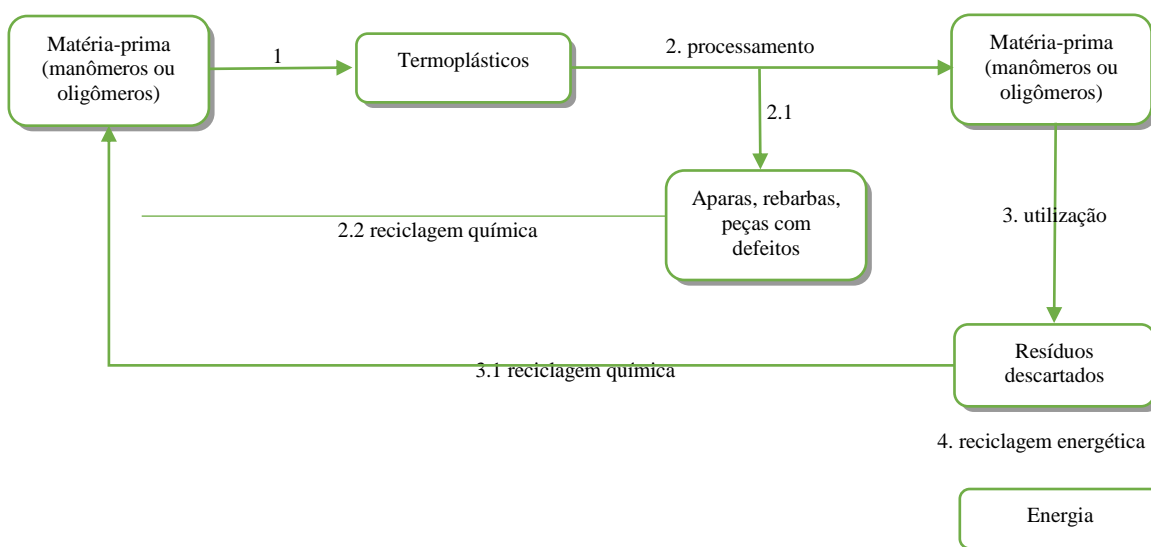 Matéria-prima
(manômeros ou
oligômeros)
1
Termoplásticos
2. processamento
Matéria-prima
(manômeros ou
oligômeros)
2.1
Aparas, rebarbas,
peças com
defeitos
2.2 reciclagem química
3. utilização
3.1 reciclagem química
Resíduos
descartados
4. reciclagem energética
Energia